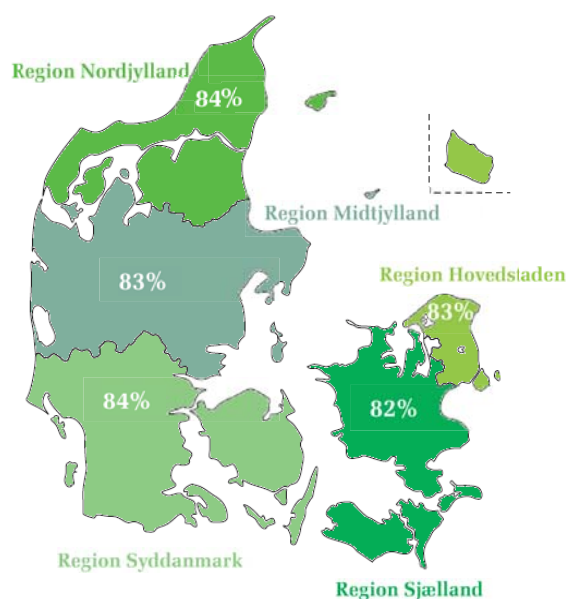 Region Nordjylland
84%
Region Midtjylland
83%
Region Hovedstaden
83%
84%
82%
Region Syddanmark
Region Sjælland